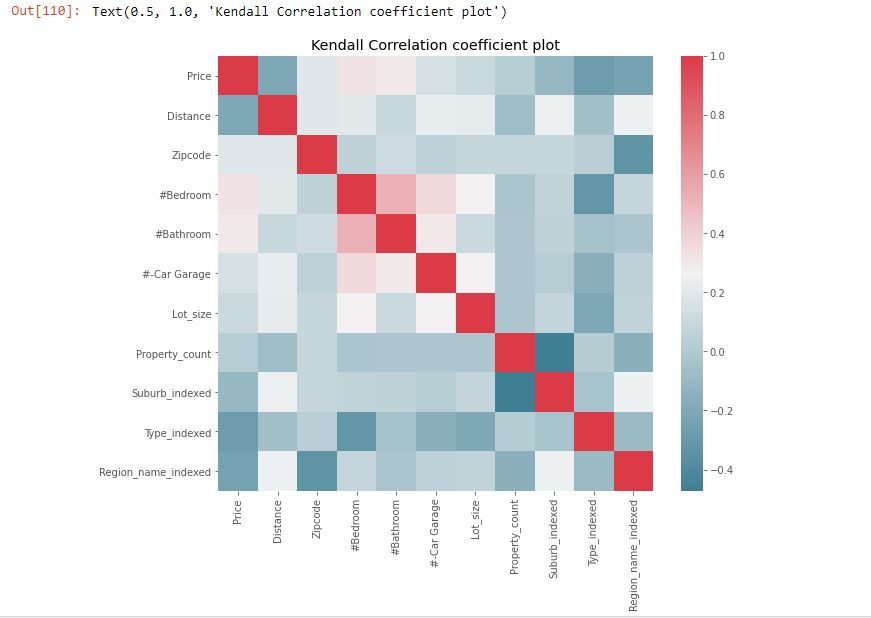 Out[110]: Text(0.5, 1.0, 'Kendall Correlation coefficient plot')
Kendall Correlation coefficient plot
Price
Distance
Zipcode
#Bedroom
#Bathroom
#-Car Garage
Lot_size
Property_count
Suburb_indexed
Type_indexed
Region_name_indexed
Price
Distance
Zipcode
#Bedroom
#Bathroom
#-Car Garage
Lot_size
Property_count
Suburb_indexed
Type_indexed
Region_name_indexed
1.0
0.8
0.6
0.4
0.2
0.0
−0.2
−0.4